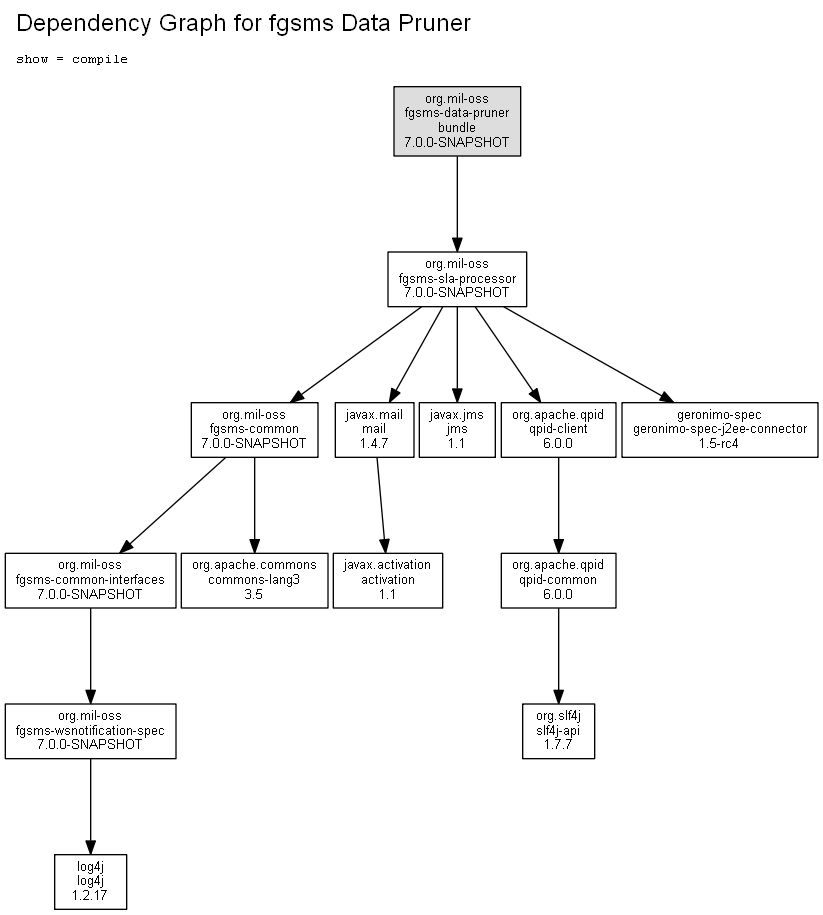 Dependency Graph for fgsms Data Pruner
show = compile
org.mil-oss
fgsms-data-pruner
bundle
7.0.0-SNAPSHOT
org.mil-oss
fgsms-sla-processor
7.0.0-SNAPSHOT
org.mil-oss
fgsms-common
7.0.0-SNAPSHOT
javax.mail
mail
1.4.7
javax.jms
jms
1.1
org.apache.qpid
qpid-client
6.0.0
geronimo-spec
geronimo-spec-j2ee-connector
1.5-rc4
org.mil-oss
fgsms-common-interfaces
7.0.0-SNAPSHOT
org.apache.commons
commons-lang3
3.5
javax.activation
activation
1.1
org.apache.qpid
qpid-common
6.0.0
org.mil-oss
fgsms-wsnotification-spec
7.0.0-SNAPSHOT
org.slf4j
slf4j-api
1.7.7
log4j
log4j
1.2.17